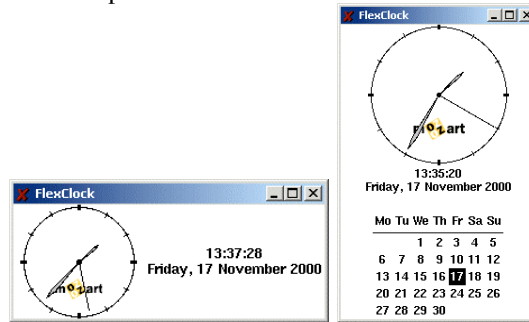 FlexClock
mozart
13:37:28
Friday, 17 November 2000
FlexClock
mozart
13:35:20
Friday, 17 November 2000
Mo Tu We Th Fr Sa Su
1 2 3 4 5
6 7 8 9 10 11 12
13 14 15 16 17 18 19
20 21 22 23 24 25 26
27 28 29 30